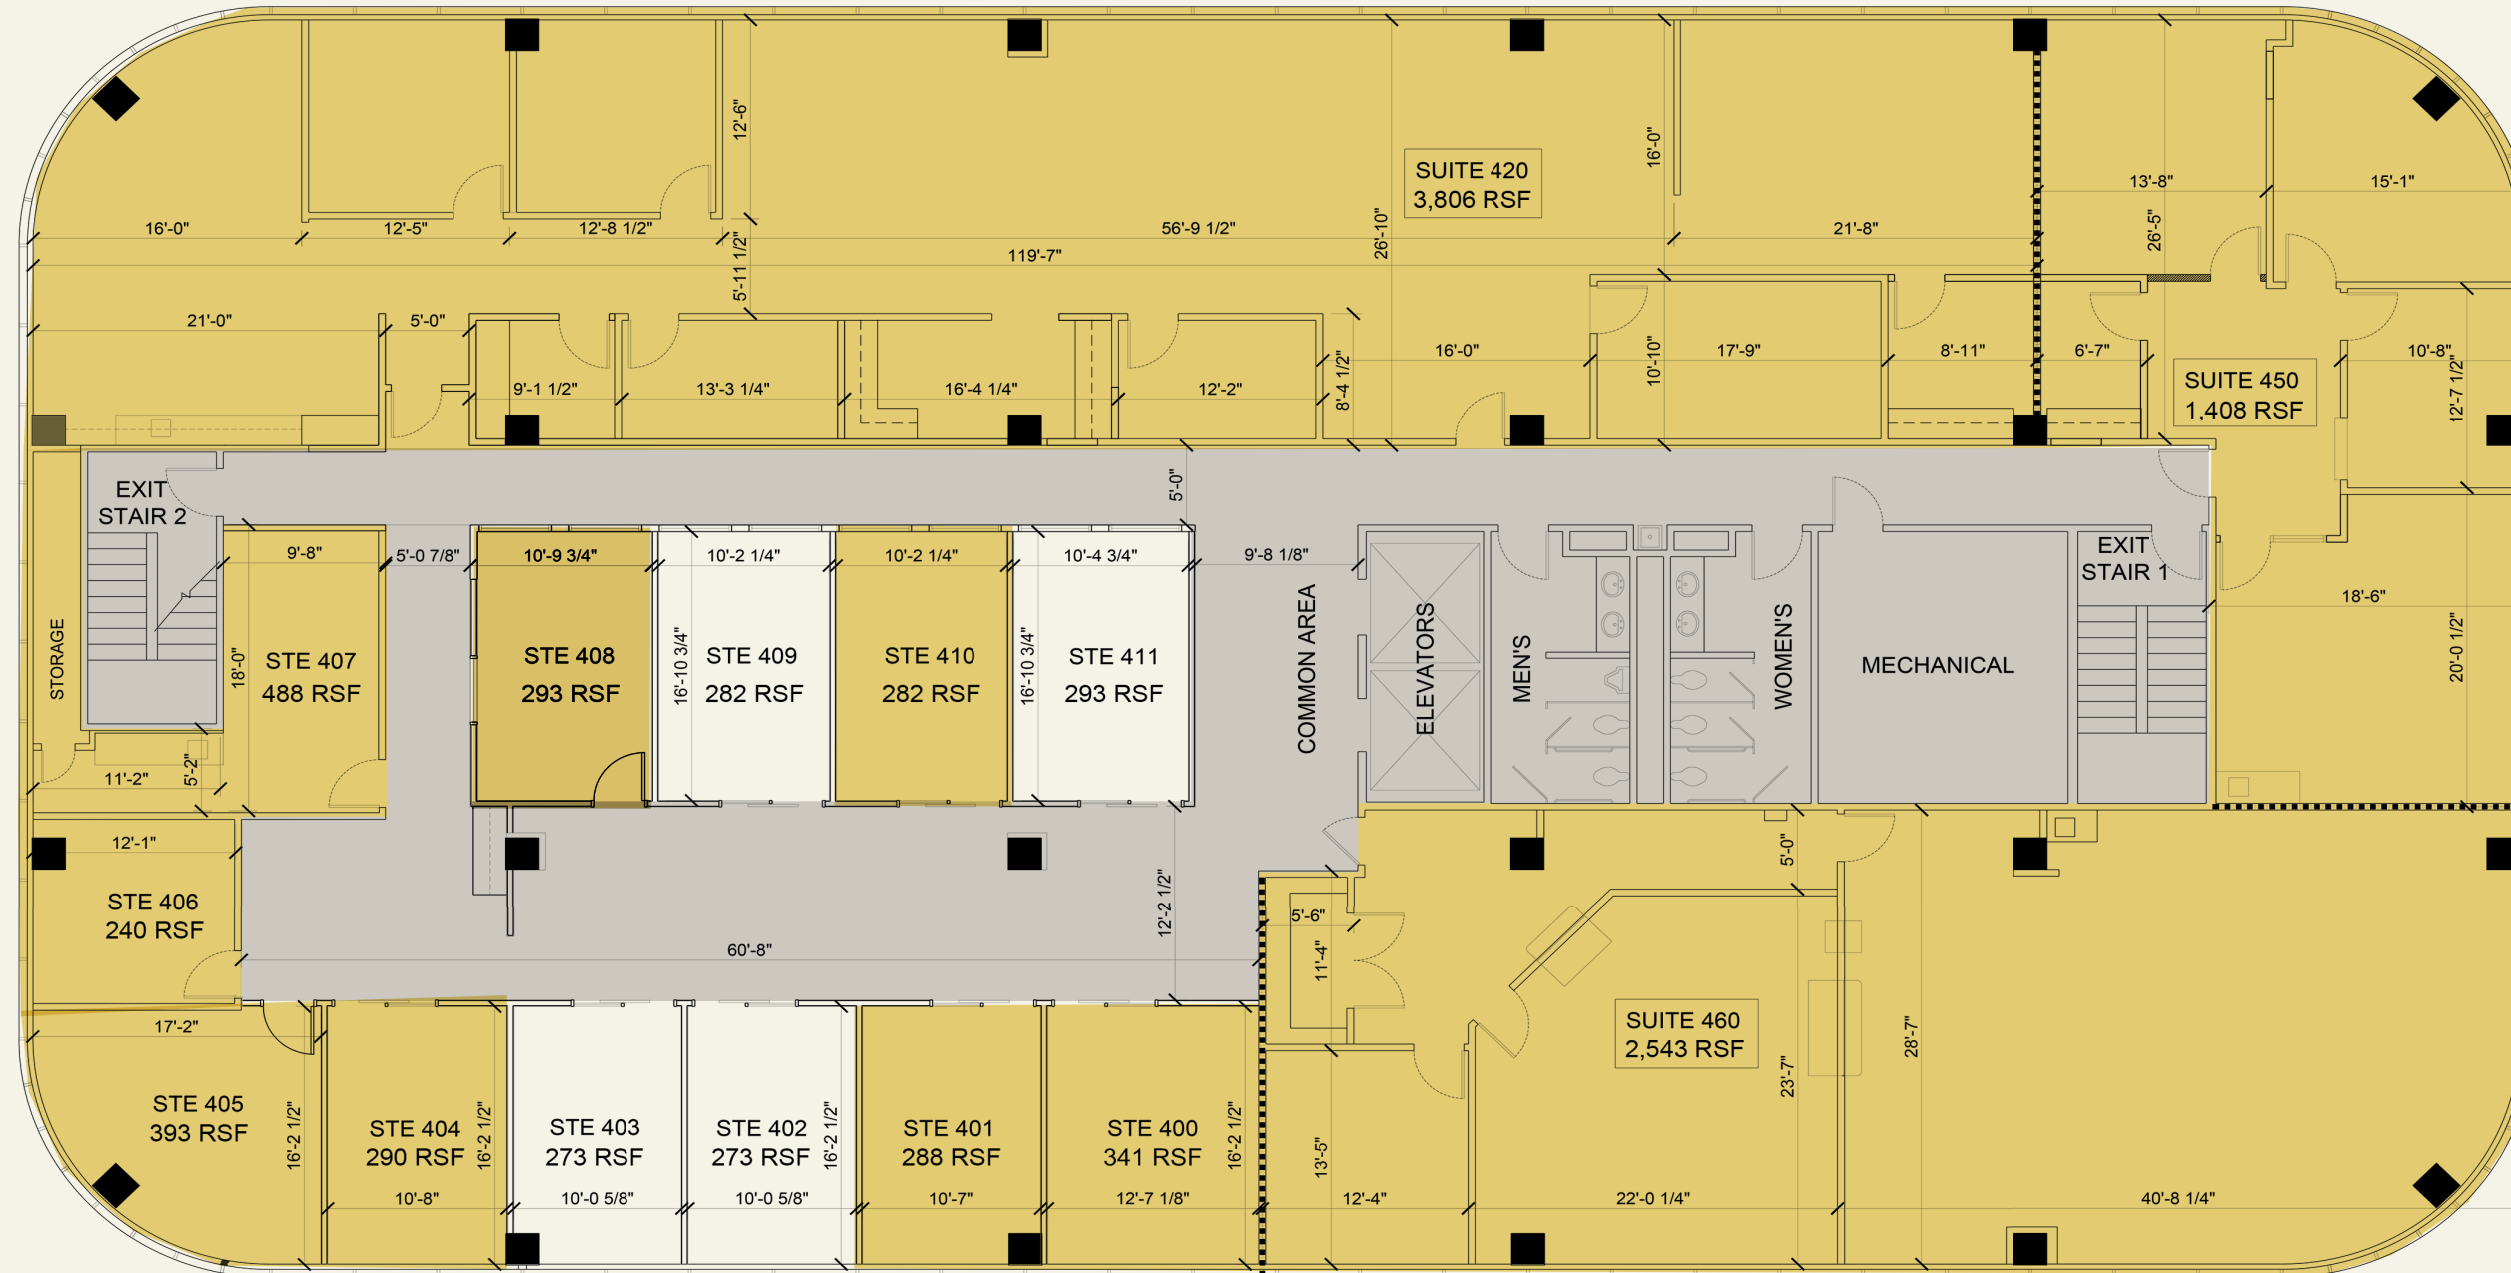 12'-6"
16'-0"
SUITE 420
3,806 RSF
13'-8"
15'-1"
16'-0"
12'-5"
12'-8 1/2"
56'-9 1/2"
26'-10"
21'-8"
26'-5"
119'-7"
5'-11 1/2"
21'-0"
5'-0"
16'-0"
10'-10"
17'-9"
8'-11"
6'-7"
10'-8"
9'-1 1/2"
13'-3 1/4"
16'-4 1/4"
12'-2"
8'-4 1/2"
SUITE 450
1,408 RSF
12'-7 1/2"
EXIT
STAIR 2
5'-0"
9'-8"
5'-0 7/8"
10'-9 3/4"
10'-2 1/4"
10'-2 1/4"
10'-4 3/4"
9'-8 1/8"
EXIT
STAIR 1
18'-6"
STORAGE
18'-0"
STE 407
488 RSF
STE 408
293 RSF
16'-10 3/4"
STE 409
282 RSF
STE 410
282 RSF
16'-10 3/4"
STE 411
293 RSF
COMMON AREA
ELEVATORS
MEN'S
WOMEN'S
MECHANICAL
20'-0 1/2"
11'-2"
5'-2"
12'-1"
5'-0"
STE 406
240 RSF
12'-2 1/2"
5'-6"
11'-4"
60'-8"
17'-2"
SUITE 460
2,543 RSF
28'-7"
23'-7"
STE 405
393 RSF
16'-2 1/2"
STE 404
290 RSF
16'-2 1/2"
STE 403
273 RSF
STE 402
273 RSF
16'-2 1/2"
STE 401
288 RSF
STE 400
341 RSF
16'-2 1/2"
13'-5"
10'-8"
10'-0 5/8"
10'-0 5/8"
10'-7"
12'-7 1/8"
12'-4"
22'-0 1/4"
40'-8 1/4"